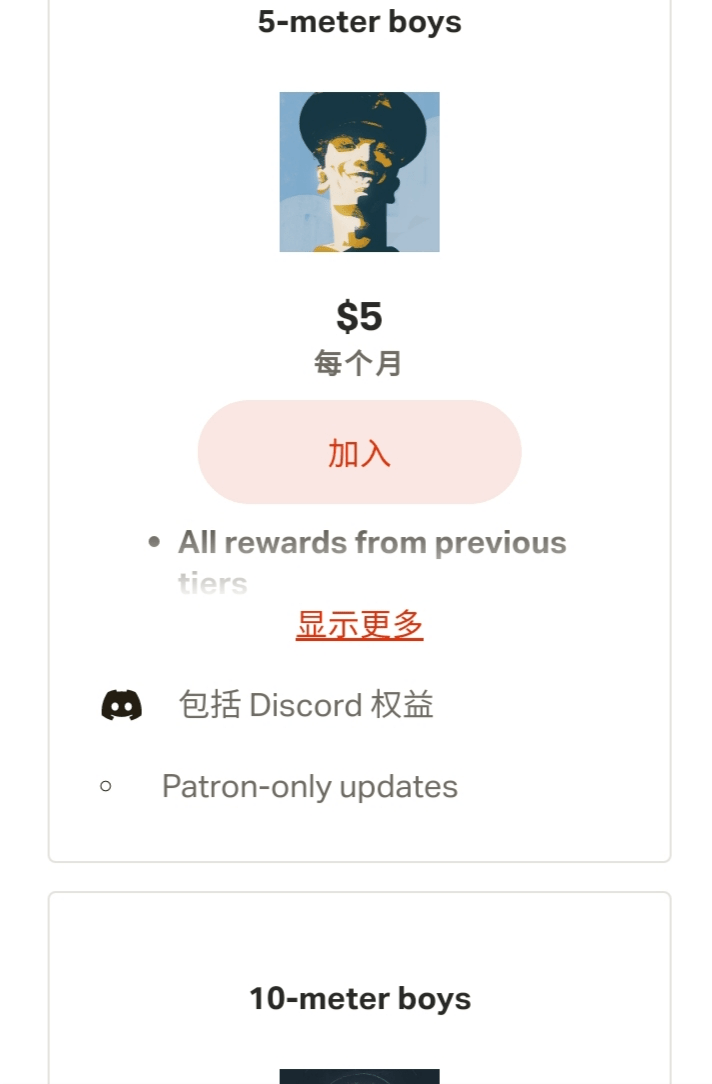 5-meter boys
$5
每个月
加入
All rewards from previous
tiers
显示更多
包括 Discord 权益
Patron-only updates
10-meter boys